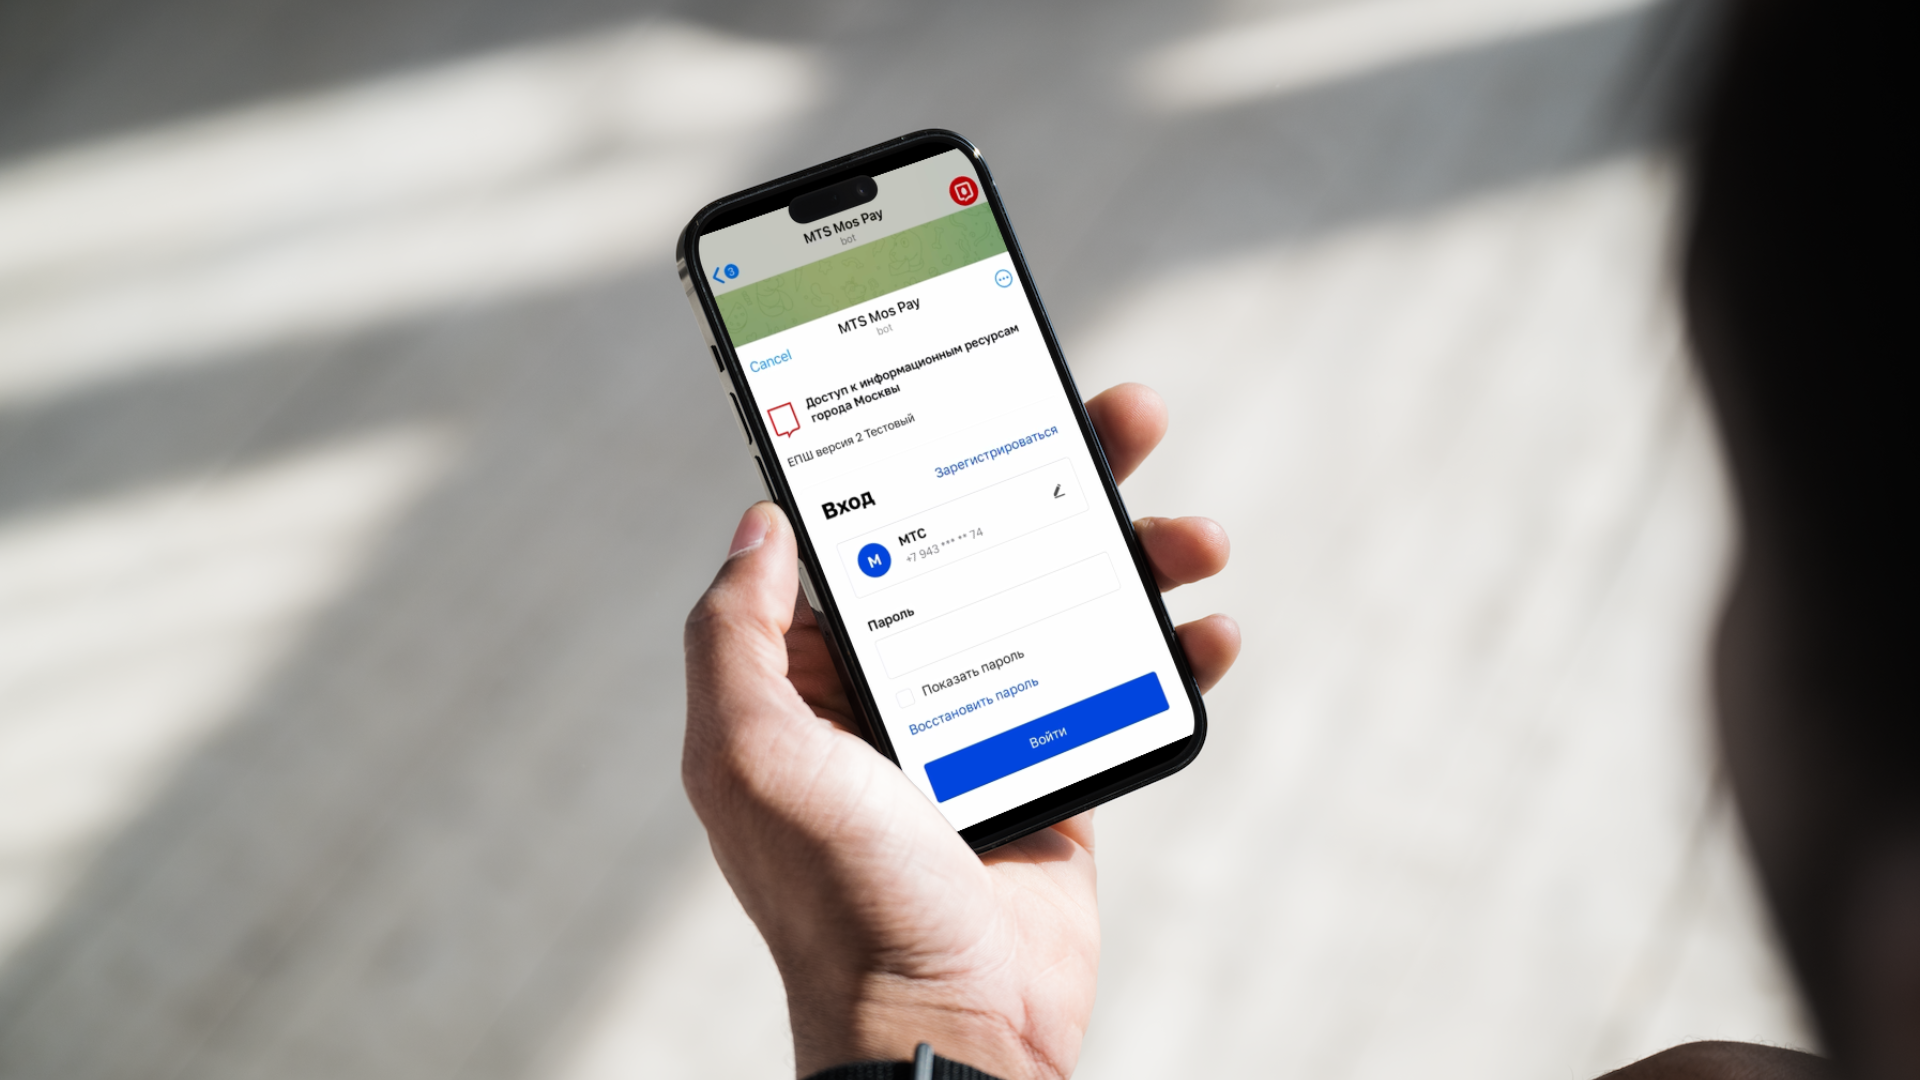 MTS Mos Pay
bot
3
MTS Mos Pay
bot
Cancel
Доступ к информационным ресурсам
города Москвы
ЕПШ версия 2 Тестовый
Зарегистрироваться
Вход
М
МТС
+7 943 *** ** 74
Пароль
Показать пароль
Восстановить пароль
Войти